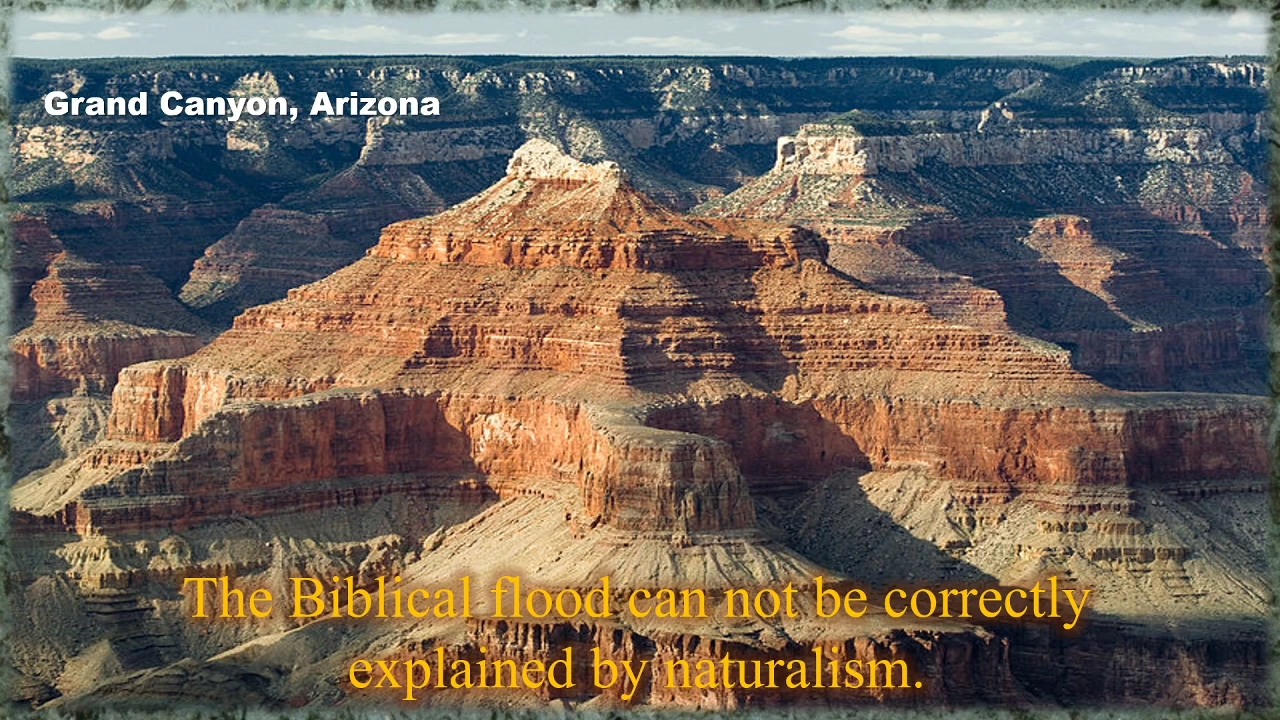 Grand Canyon, Arizona
The Biblical flood can not be correctly
explained by naturalism.